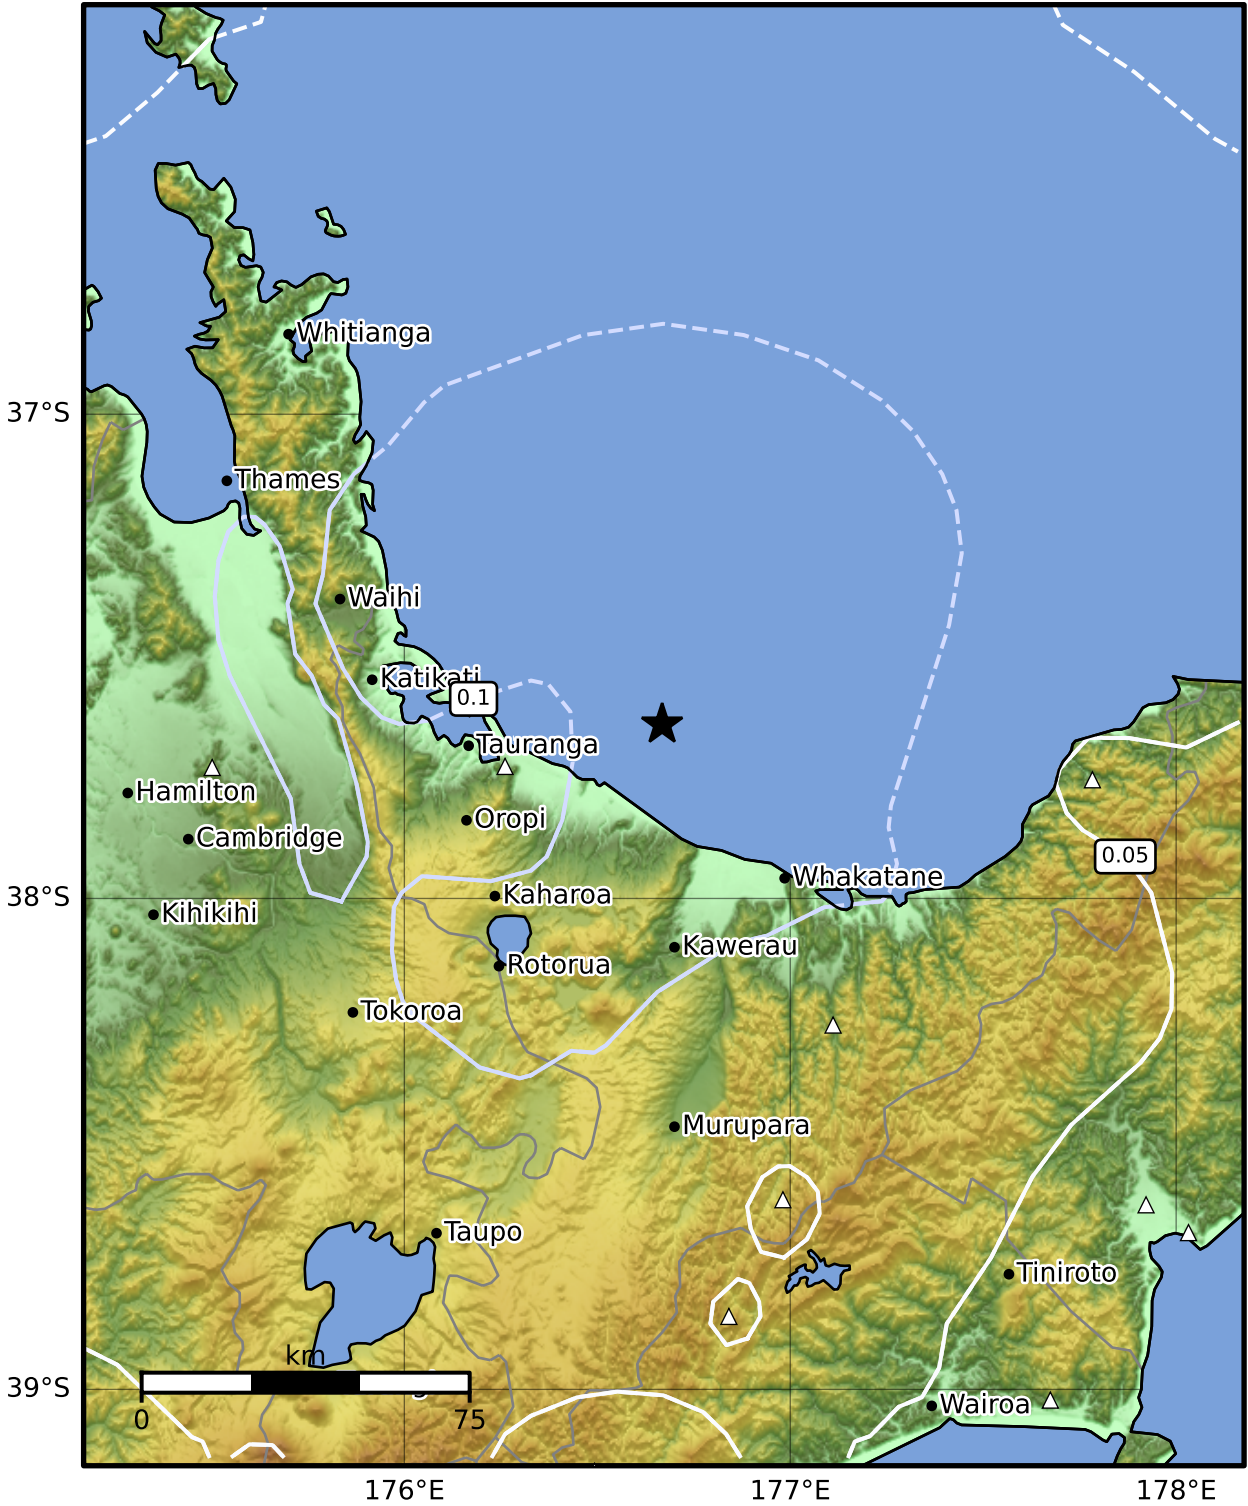 Whitianga
37°S
Thames
Waihi
Katikati
0.1
Tauranga
Hamilton
Oropi
Cambridge
0.05
Whakatane
38°S
Kaharoa
Kihikihi
Kawerau
Rotorua
Tokoroa
Murupara
Taupo
Tiniroto
km
39°S
Wairoa
0
75
176°E
177°E
178°E